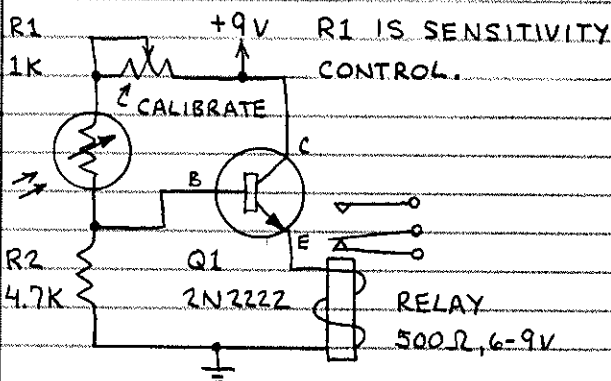 R1
1K
+9V
R1 IS SENSITIVITY
CONTROL.
CALIBRATE
C
B
E
R2
4.7K
Q1
2N2222
RELAY
500Ω, 6-9V